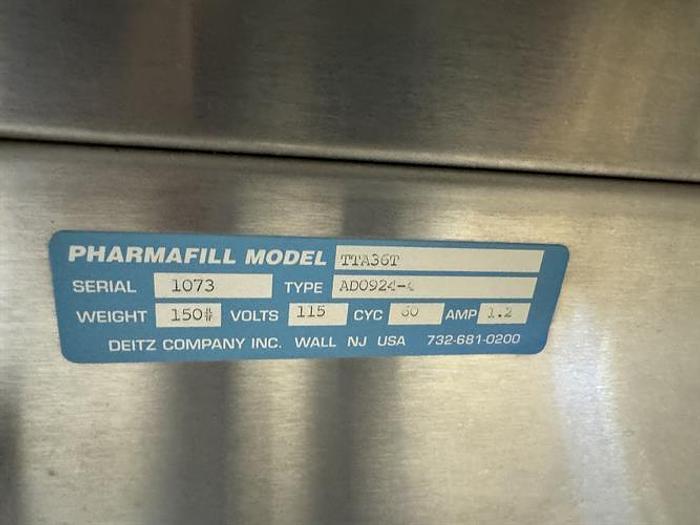 PHARMAFILL MODEL TTA36T
SERIAL 1073 TYPE AD0924-
WEIGHT 150# VOLTS 115 CYC 60 AMP 1.2
DEITZ COMPANY INC. WALL NJ USA 732-681-0200